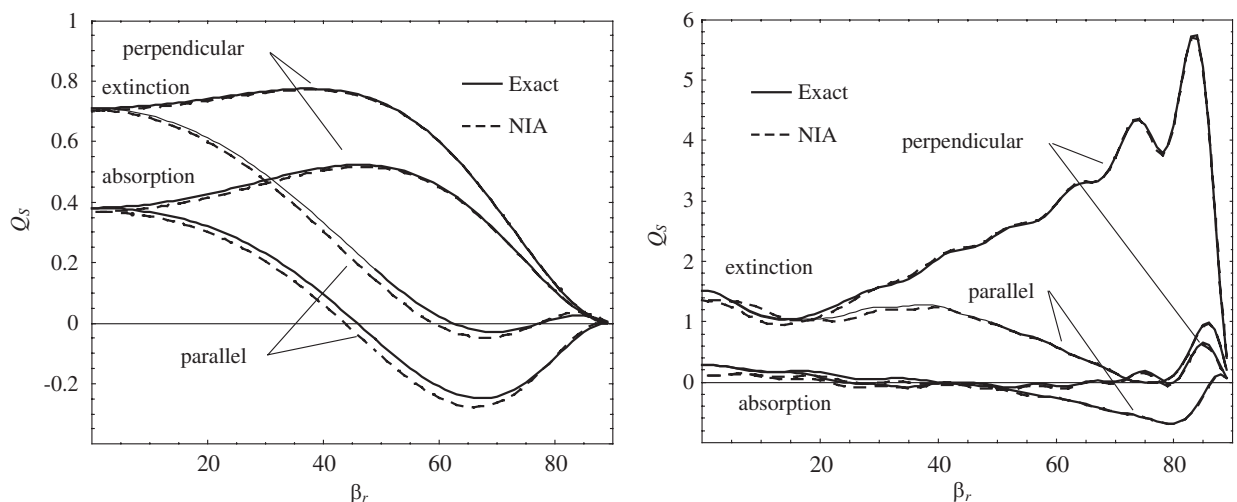 1
0.8
0.6
0.4
0.2
0
-0.2
Q_S
20
40
60
80
β_r
perpendicular
extinction
absorption
parallel
Exact
NIA
6
5
4
3
2
1
0
Q_S
20
40
60
80
β_r
Exact
NIA
perpendicular
extinction
parallel
absorption